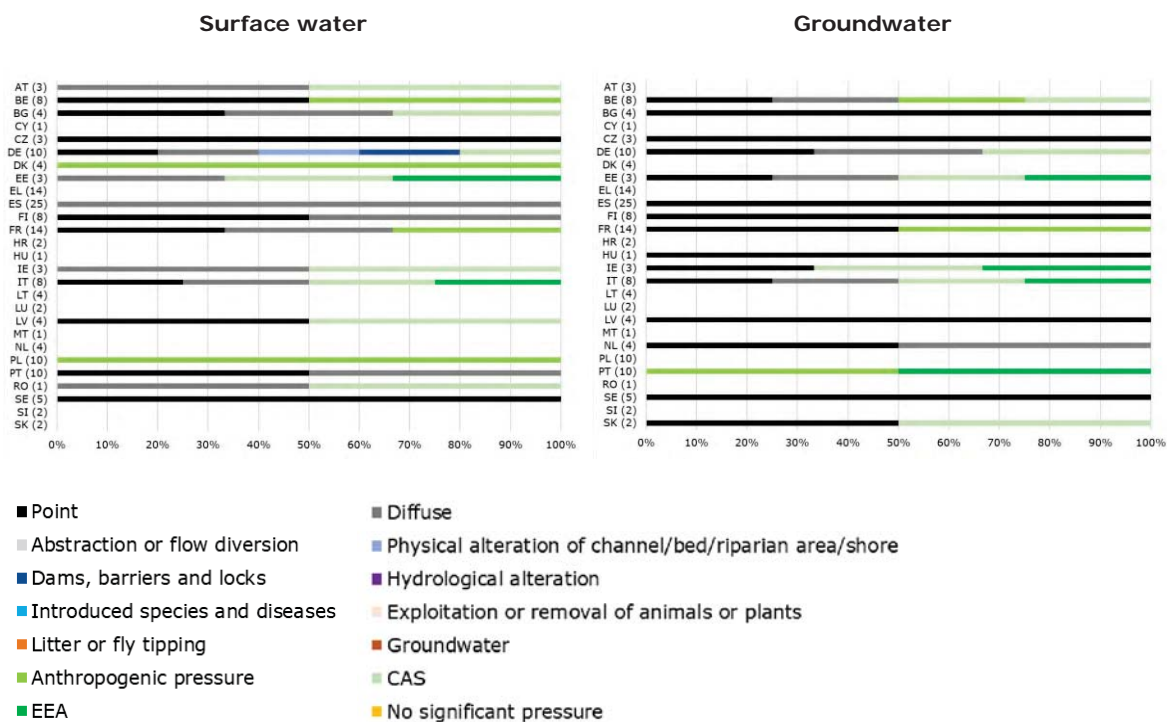 Surface water
Groundwater
AT (3)
BE (8)
BG (4)
CY (1)
CZ (3)
DE (10)
DK (4)
EE (3)
EL (14)
ES (25)
FI (8)
FR (14)
HR (2)
HU (1)
IE (3)
IT (8)
LT (4)
LU (2)
LV (4)
MT (1)
NL (4)
PL (10)
PT (10)
RO (1)
SE (5)
SI (2)
SK (2)
0% 10% 20% 30% 40% 50% 60% 70% 80% 90% 100%
AT (3)
BE (8)
BG (4)
CY (1)
CZ (3)
DE (10)
DK (4)
EE (3)
EL (14)
ES (25)
FI (8)
FR (14)
HR (2)
HU (1)
IE (3)
IT (8)
LT (4)
LU (2)
LV (4)
MT (1)
NL (4)
PL (10)
PT (10)
RO (1)
SE (5)
SI (2)
SK (2)
0% 10% 20% 30% 40% 50% 60% 70% 80% 90% 100%
Point
Diffuse
Abstraction or flow diversion
Physical alteration of channel/bed/riparian area/shore
Dams, barriers and locks
Hydrological alteration
Introduced species and diseases
Exploitation or removal of animals or plants
Litter or fly tipping
Groundwater
Anthropogenic pressure
CAS
EEA
No significant pressure